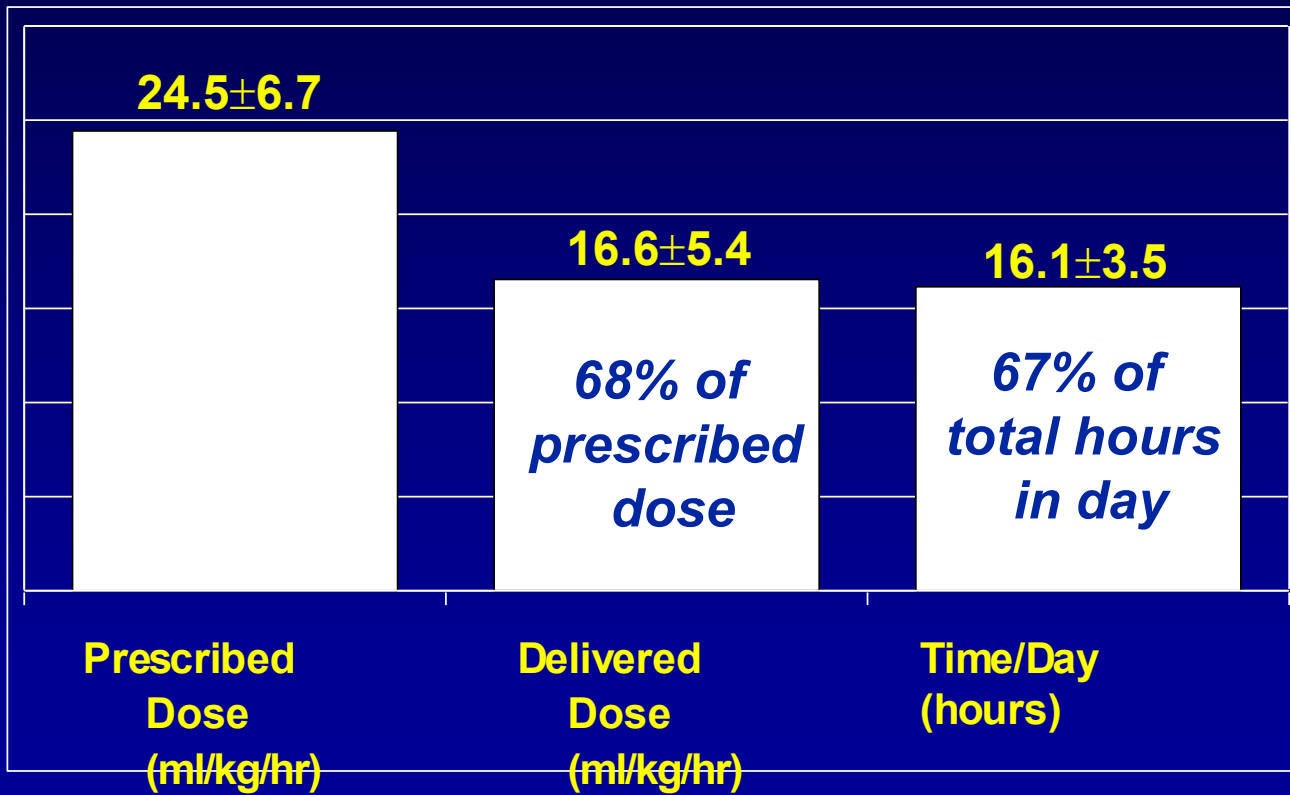 24.5±6.7
16.6±5.4
16.1±3.5
68% of
prescribed
dose
67% of
total hours
in day
Prescribed
Dose
(ml/kg/hr)
Delivered
Dose
(ml/kg/hr)
Time/Day
(hours)